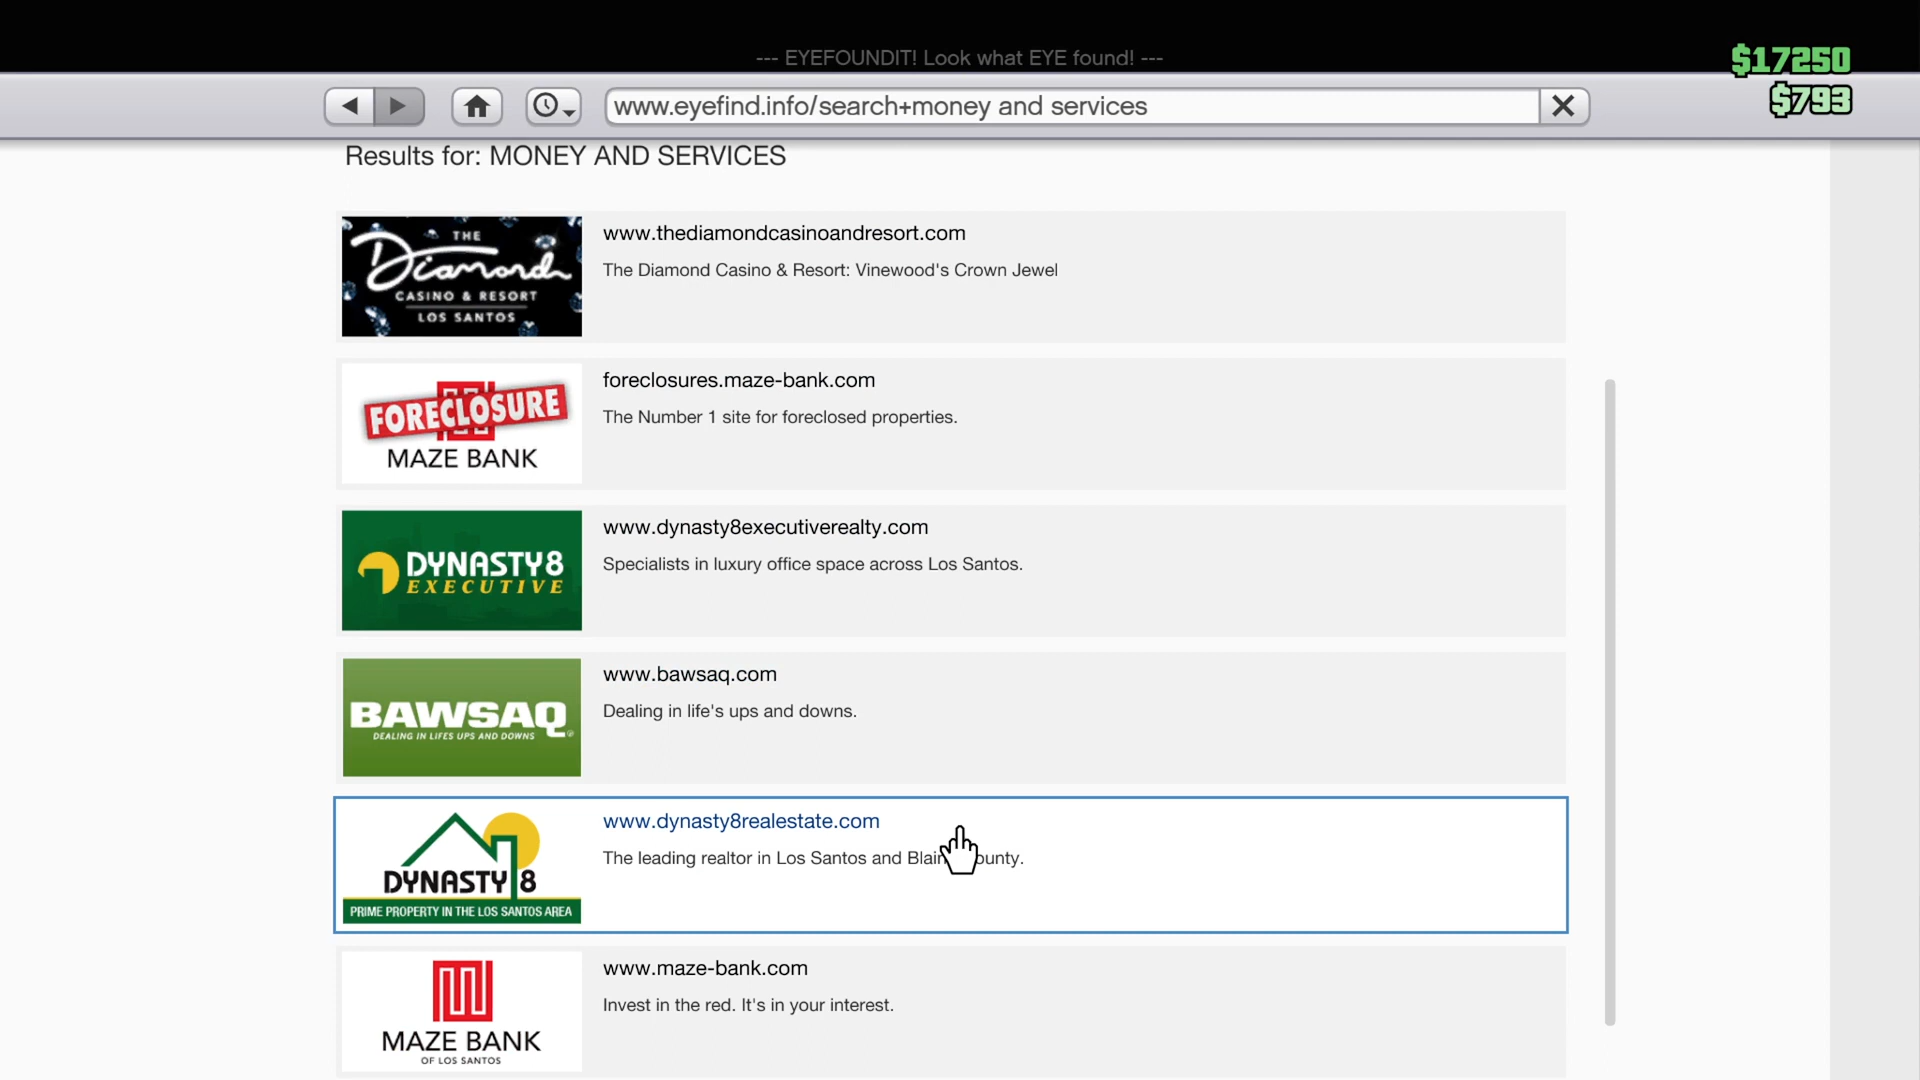 --- EYEFOUNDIT! Look what EYE found! ---
$17250
$793
www.eyefind.info/search+money and services
Results for: MONEY AND SERVICES
THE
Diamond
CASINO & RESORT
LOS SANTOS
www.thediamondcasinoandresort.com
The Diamond Casino & Resort: Vinewood's Crown Jewel
FORECLOSURE
MAZE BANK
foreclosures.maze-bank.com
The Number 1 site for foreclosed properties.
DYNASTY8
EXECUTIVE
www.dynasty8executiverealty.com
Specialists in luxury office space across Los Santos.
BAWSAQ
DEALING IN LIFES UPS AND DOWNS
www.bawsaq.com
Dealing in life's ups and downs.
DYNASTY 8
PRIME PROPERTY IN THE LOS SANTOS AREA
www.dynasty8realestate.com
The leading realtor in Los Santos and Blain ounty.
MAZE BANK
OF LOS SANTOS
www.maze-bank.com
Invest in the red. It's in your interest.